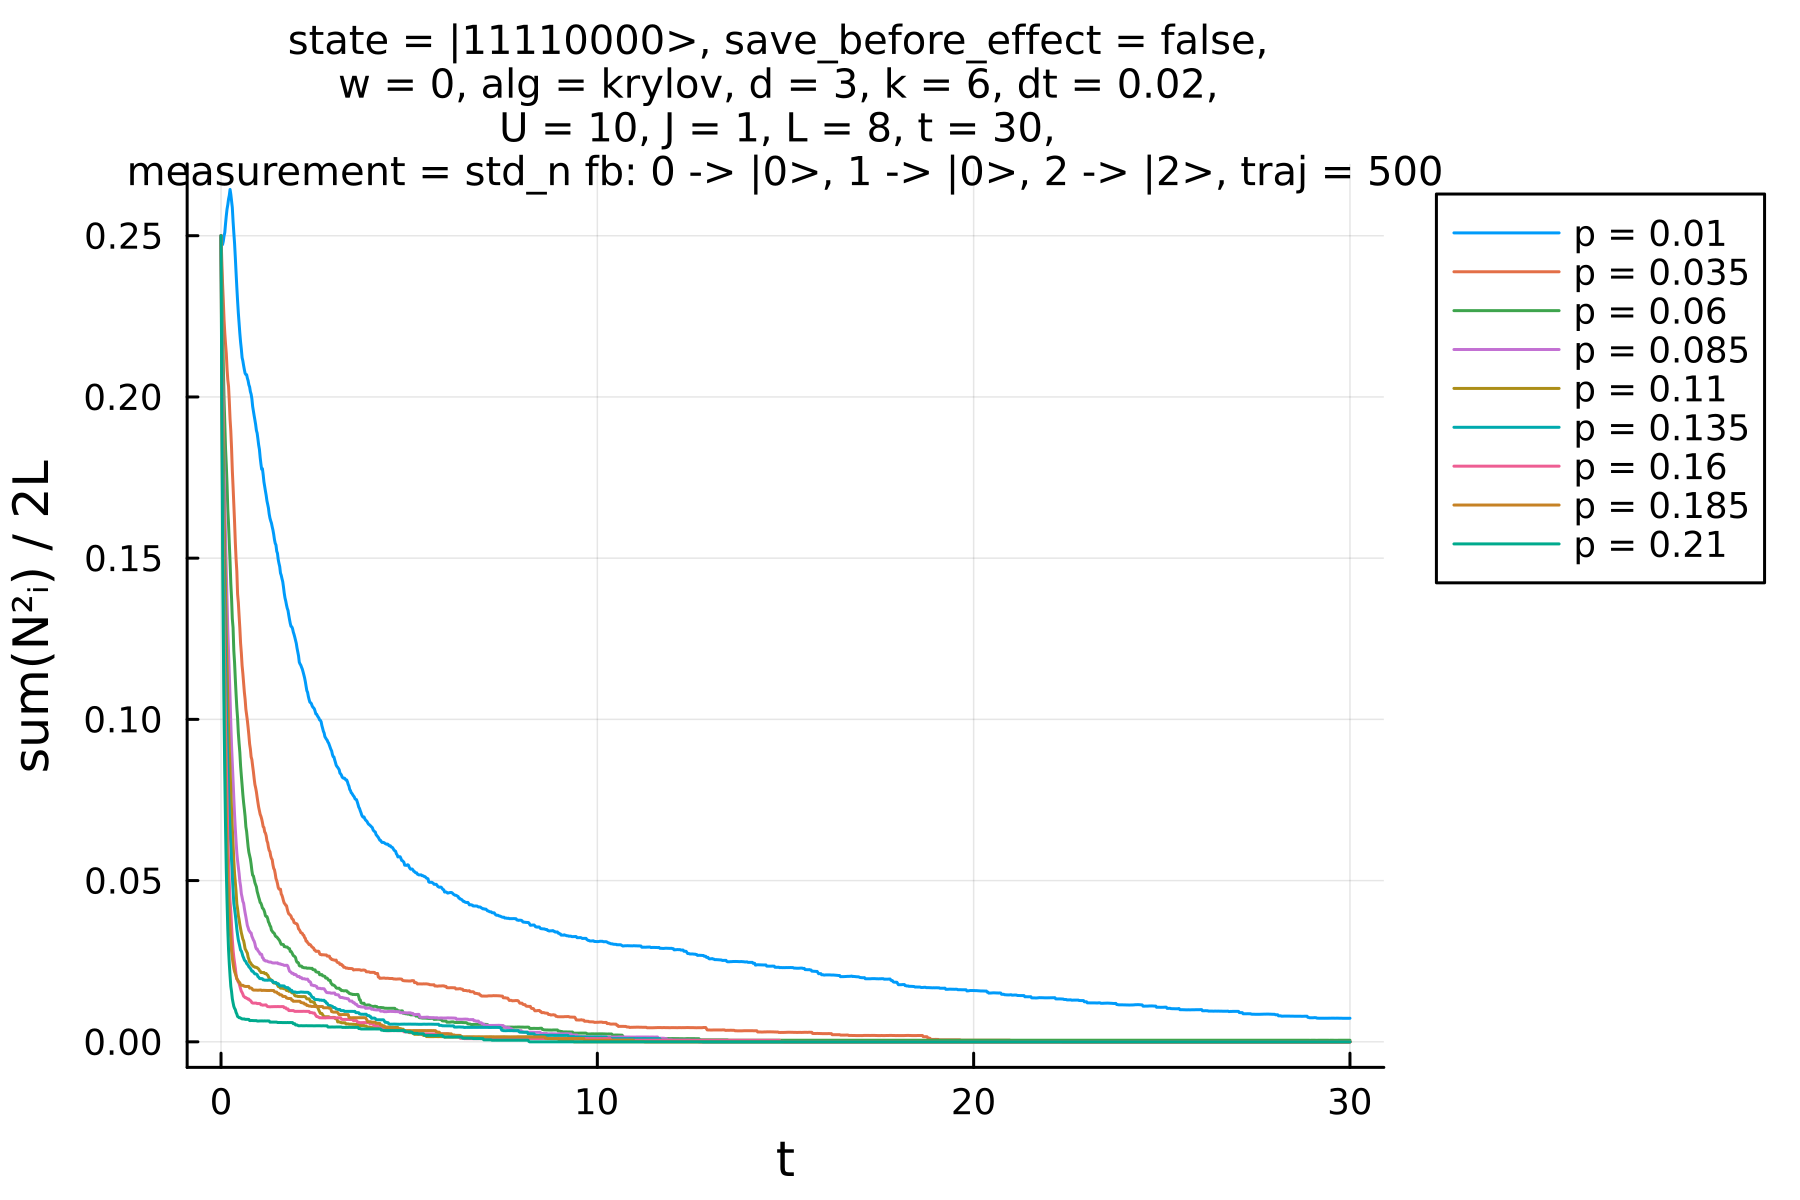 state = |11110000>, save_before_effect = false,
w = 0, alg = krylov, d = 3, k = 6, dt = 0.02,
U = 10, J = 1, L = 8, t = 30,
measurement = std_n fb: 0 -> |0>, 1 -> |0>, 2 -> |2>, traj = 500
p = 0.01
p = 0.035
p = 0.06
p = 0.085
p = 0.11
p = 0.135
p = 0.16
p = 0.185
p = 0.21
sum(N²ᵢ) / 2L
0.25
0.20
0.15
0.10
0.05
0.00
0
10
20
30
t